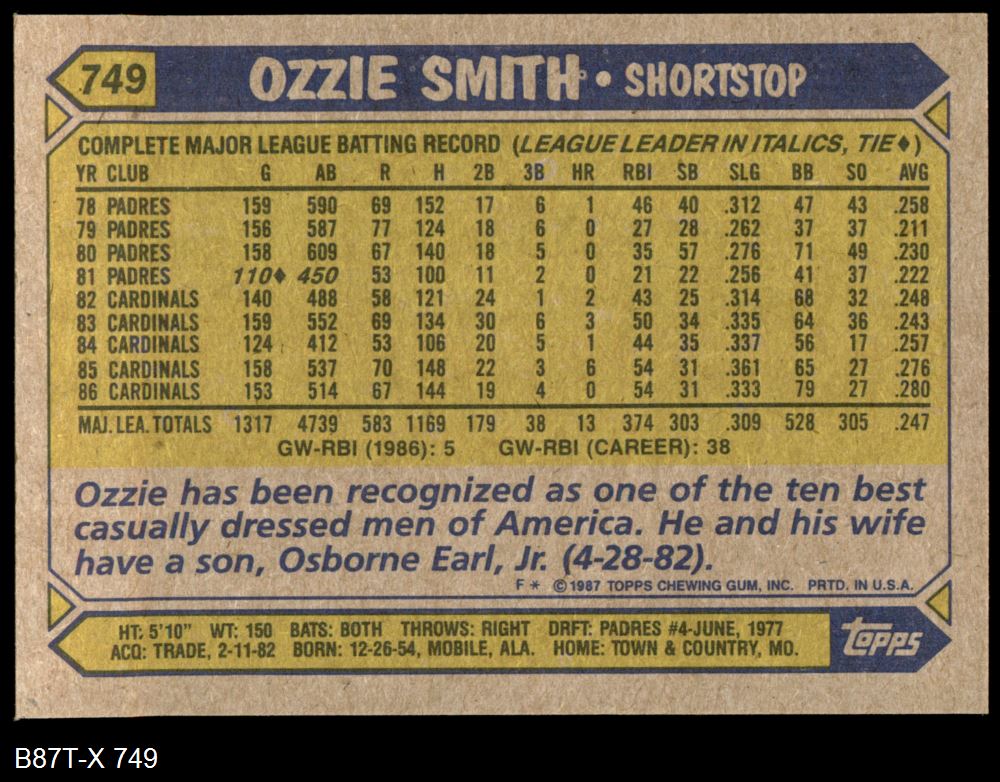 749 OZZIE SMITH • SHORTSTOP
COMPLETE MAJOR LEAGUE BATTING RECORD (LEAGUE LEADER IN ITALICS, TIE♦)
YR CLUB G AB R H 2B 3B HR RBI SB SLG BB SO AVG
78 PADRES 159 590 69 152 17 6 1 46 40 .312 47 43 .258
79 PADRES 156 587 77 124 18 6 0 27 28 .262 37 37 .211
80 PADRES 158 609 67 140 18 5 0 35 57 .276 71 49 .230
81 PADRES 110♦ 450 53 100 11 2 0 21 22 .256 41 37 .222
82 CARDINALS 140 488 58 121 24 1 2 43 25 .314 68 32 .248
83 CARDINALS 159 552 69 134 30 6 3 50 34 .335 64 36 .243
84 CARDINALS 124 412 53 106 20 5 1 44 35 .337 56 17 .257
85 CARDINALS 158 537 70 148 22 3 6 54 31 .361 65 27 .276
86 CARDINALS 153 514 67 144 19 4 0 54 31 .333 79 27 .280
MAJ. LEA. TOTALS 1317 4739 583 1169 179 38 13 374 303 .309 528 305 .247
GW-RBI (1986): 5 GW-RBI (CAREER): 38
Ozzie has been recognized as one of the ten best
casually dressed men of America. He and his wife
have a son, Osborne Earl, Jr. (4-28-82).
F * © 1987 TOPPS CHEWING GUM, INC. PRTD. IN U.S.A.
HT: 5'10" WT: 150 BATS: BOTH THROWS: RIGHT DRFT: PADRES #4-JUNE, 1977
ACQ: TRADE, 2-11-82 BORN: 12-26-54, MOBILE, ALA. HOME: TOWN & COUNTRY, MO.
topps
B87T-X 749